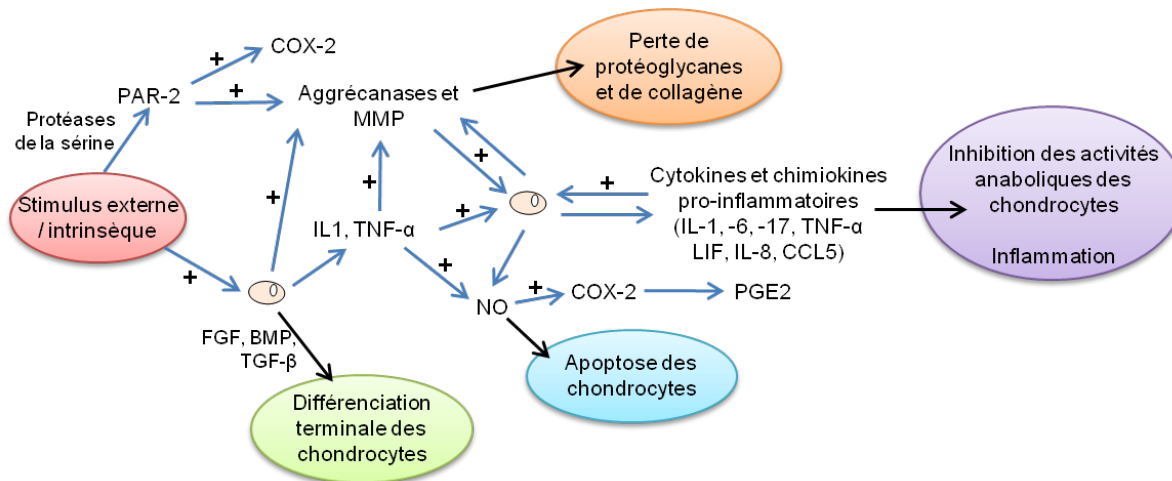 COX-2
+
PAR-2
+
Protéases
de la sérine
Aggrécanases et
MMP
Perte de
protéoglycanes
et de collagène
Stimulus externe
/ intrinsèque
+
+
+
IL1, TNF-α
+
+
+
Cytokines et chimiokines
pro-inflammatoires
(IL-1, -6, -17, TNF-α
LIF, IL-8, CCL5)
+
Inhibition des activités
anaboliques des
chondrocytes
Inflammation
+
NO
+
COX-2
PGE2
FGF, BMP,
TGF-β
Différenciation
terminale des
chondrocytes
Apoptose des
chondrocytes